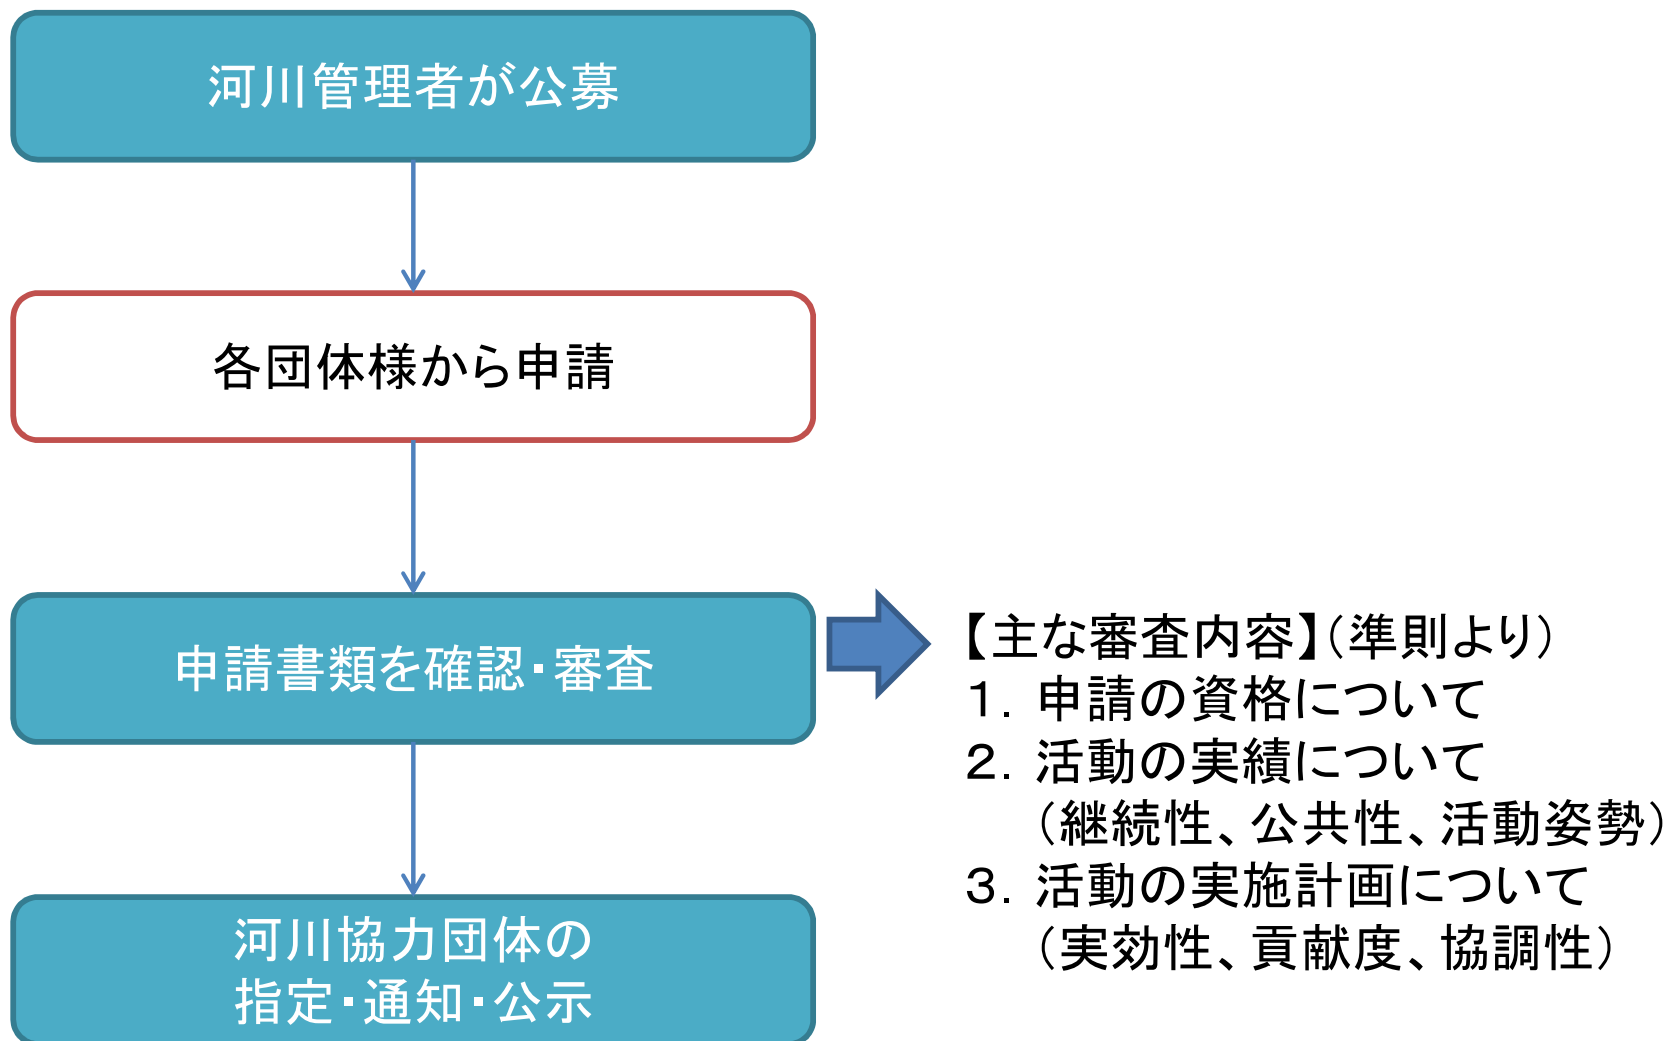 河川管理者が公募
各団体様から申請
申請書類を確認・審査
【主な審査内容】（準則より）
１．申請の資格について
２．活動の実績について
（継続性、公共性、活動姿勢）
３．活動の実施計画について
（実効性、貢献度、協調性）
河川協力団体の
指定・通知・公示